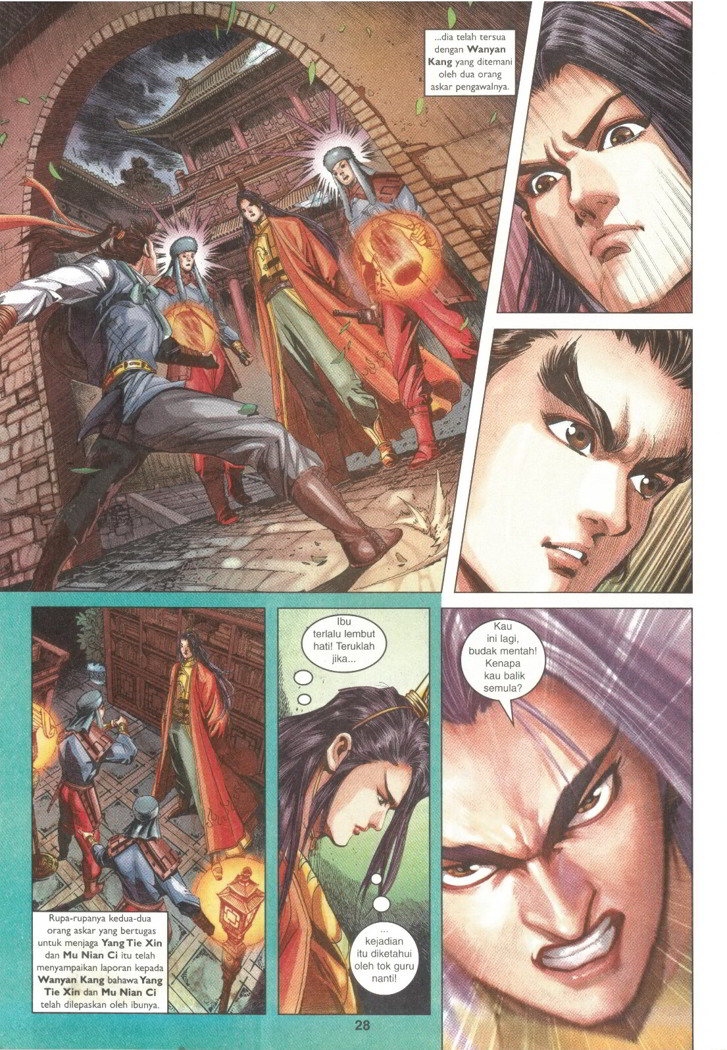 ...dia telah tersua
dengan Wanyan
Kang yang ditemani
oleh dua orang
askar pengawalnya.
Rupa-rupanya kedua-dua
orang askar yang bertugas
untuk menjaga Yang Tie Xin
dan Mu Nian Ci itu telah
menyampaikan laporan kepada
Wanyan Kang bahawa Yang
Tie Xin dan Mu Nian Ci
telah dilepaskan oleh ibunya.
Ibu
terlalu lembut
hati! Teruklah
jika...
...
kejadian
itu diketahui
oleh tok guru
nanti!
Kau
ini lagi,
budak mentah!
Kenapa
kau balik
semula?
28